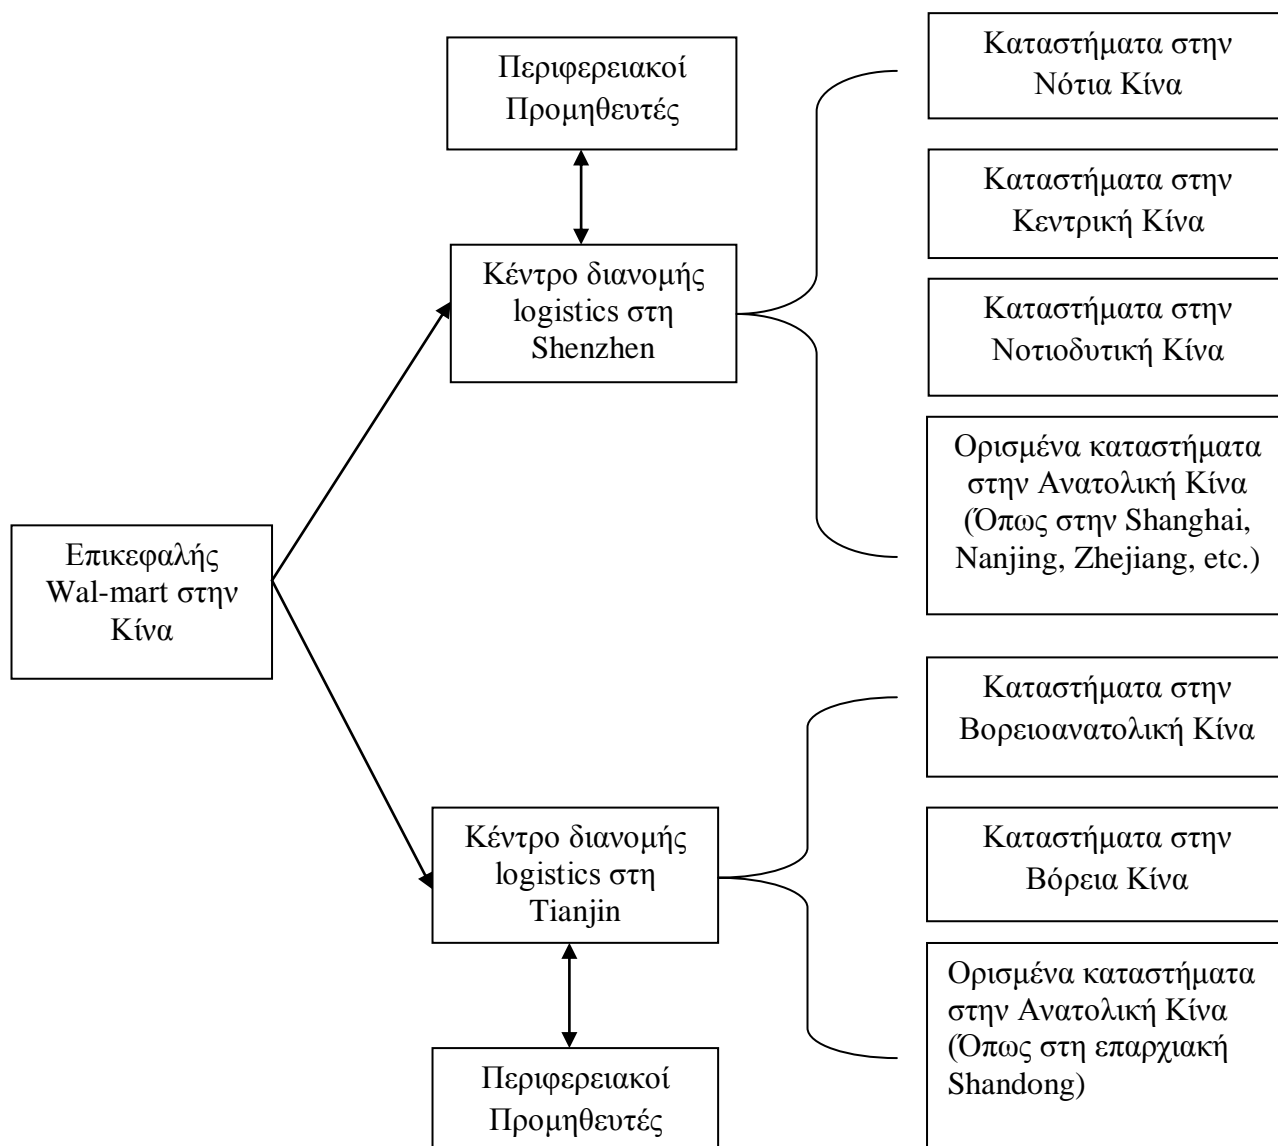 Περιφερειακοί
Προμηθευτές
Κέντρο διανομής
logistics στη
Shenzhen
Καταστήματα στην
Νότια Κίνα
Καταστήματα στην
Κεντρική Κίνα
Καταστήματα στην
Νοτιοδυτική Κίνα
Ορισμένα καταστήματα
στην Ανατολική Κίνα
(Όπως στην Shanghai,
Nanjing, Zhejiang, etc.)
Επικεφαλής
Wal-mart στην
Κίνα
Κέντρο διανομής
logistics στη
Tianjin
Περιφερειακοί
Προμηθευτές
Καταστήματα στην
Βορειοανατολική Κίνα
Καταστήματα στην
Βόρεια Κίνα
Ορισμένα καταστήματα
στην Ανατολική Κίνα
(Όπως στη επαρχιακή
Shandong)